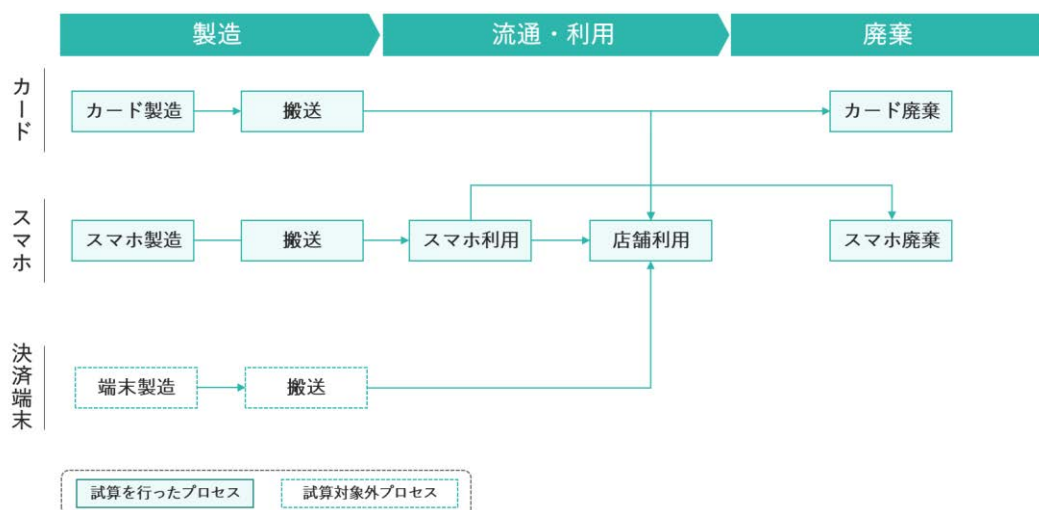 製造
流通・利用
廃棄
カード
カード製造
搬送
カード廃棄
スマホ
スマホ製造
搬送
スマホ利用
店舗利用
スマホ廃棄
決済端末
端末製造
搬送
試算を行ったプロセス
試算対象外プロセス